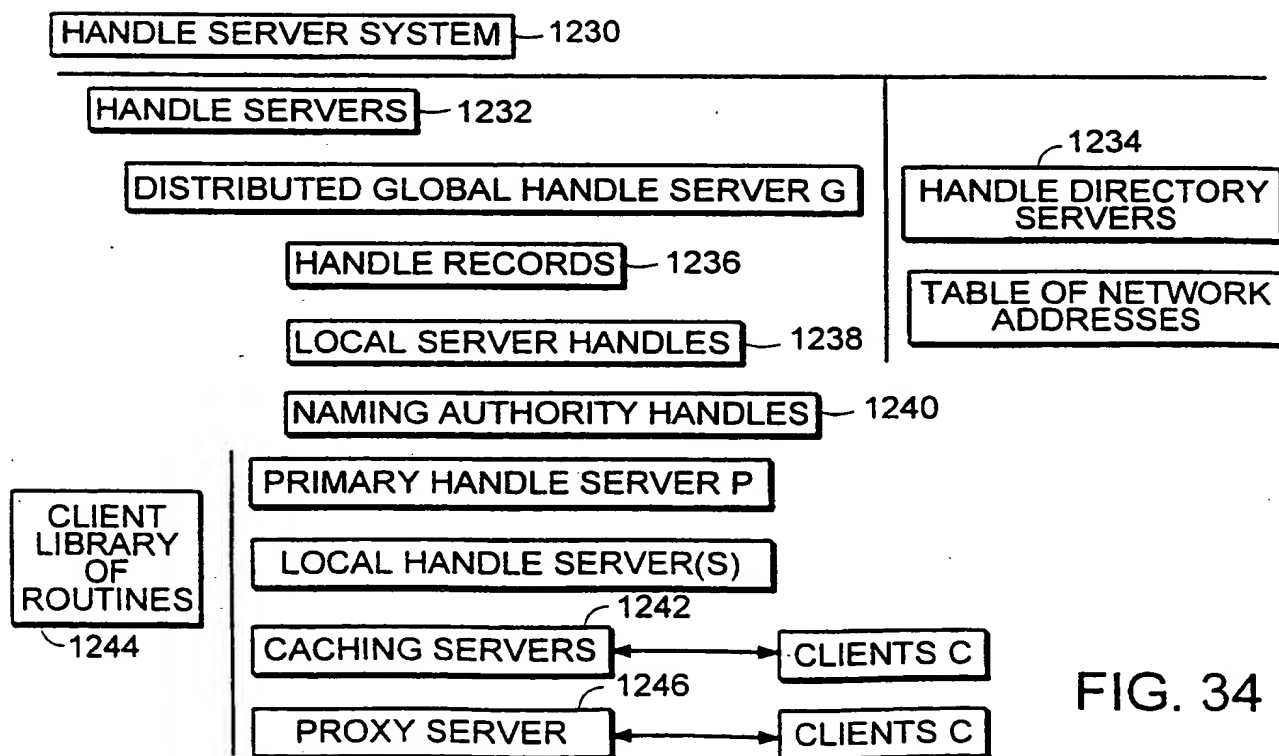 HANDLE SERVER SYSTEM 1230
HANDLE SERVERS 1232
1234
DISTRIBUTED GLOBAL HANDLE SERVER G
HANDLE DIRECTORY
SERVERS
HANDLE RECORDS 1236
TABLE OF NETWORK
ADDRESSES
LOCAL SERVER HANDLES 1238
NAMING AUTHORITY HANDLES 1240
PRIMARY HANDLE SERVER P
CLIENT
LIBRARY
OF
ROUTINES
1244
LOCAL HANDLE SERVER(S)
1242
CACHING SERVERS
CLIENTS C
1246
PROXY SERVER
CLIENTS C
FIG. 34